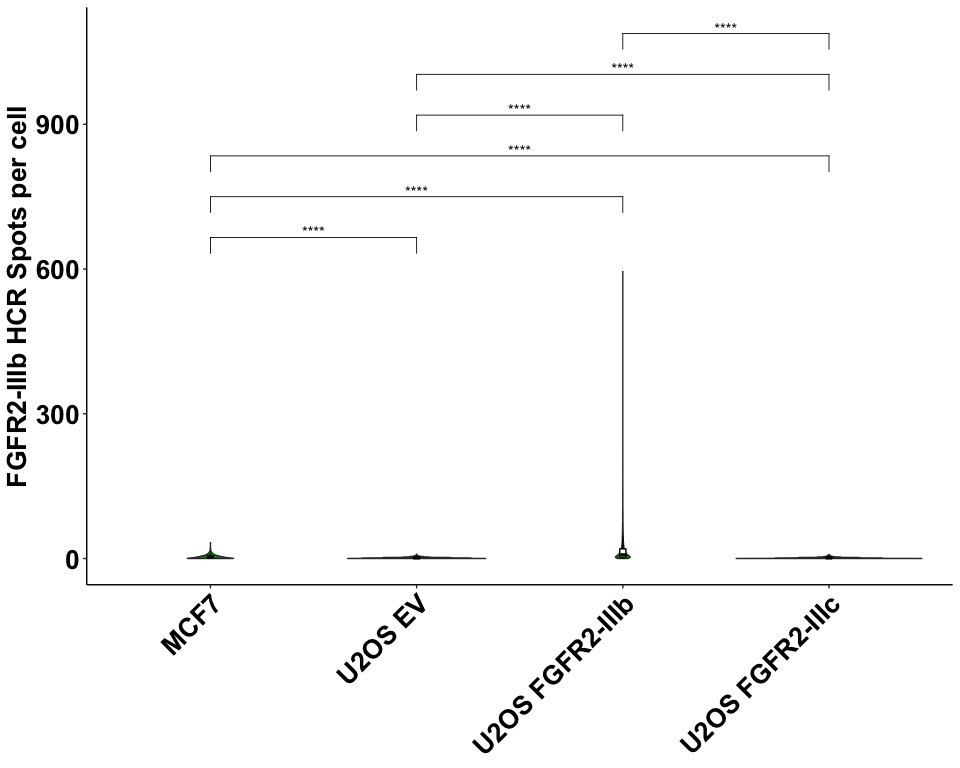 FGFR2-IIIb HCR Spots per cell
900
600
300
0
****
****
****
****
****
****
MCF7
U2OS EV
U2OS FGFR2-IIIb
U2OS FGFR2-IIIc